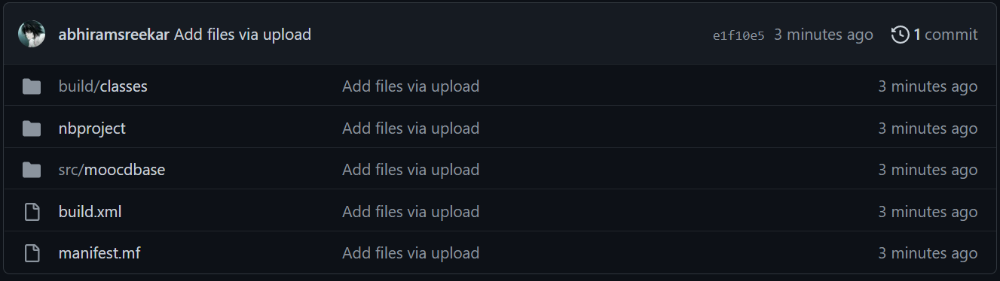 abhiramsreekar Add files via upload e1f10e5 3 minutes ago 1 commit
build/classes Add files via upload 3 minutes ago
nbproject Add files via upload 3 minutes ago
src/moocdbase Add files via upload 3 minutes ago
build.xml Add files via upload 3 minutes ago
manifest.mf Add files via upload 3 minutes ago